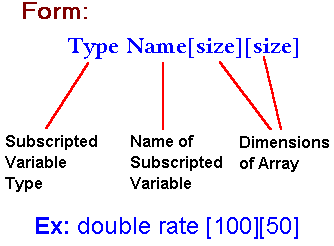 Form:
Type Name[size][size]
Subscripted Variable Type
Name of Subscripted Variable
Dimensions of Array
Ex: double rate [100][50]